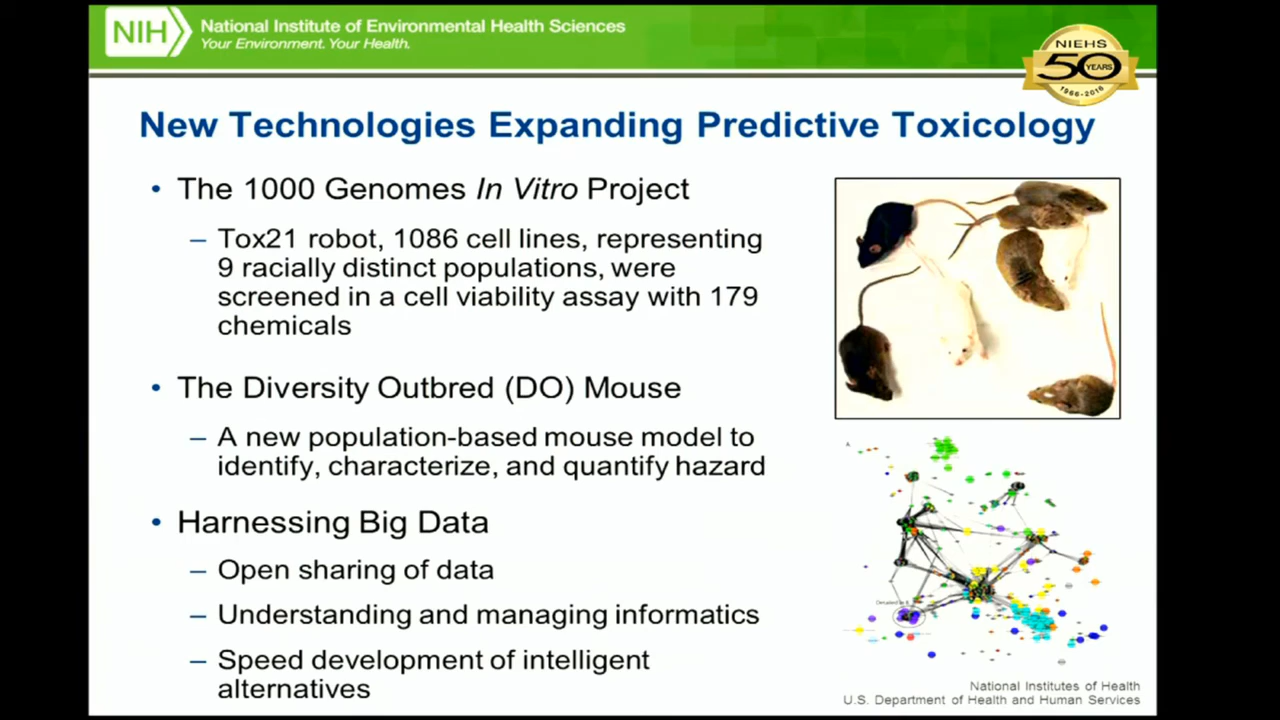 NIH
National Institute of Environmental Health Sciences
Your Environment. Your Health.
NIEHS
50 YEARS
1966-2016
New Technologies Expanding Predictive Toxicology
• The 1000 Genomes In Vitro Project
– Tox21 robot, 1086 cell lines, representing
9 racially distinct populations, were
screened in a cell viability assay with 179
chemicals
• The Diversity Outbred (DO) Mouse
– A new population-based mouse model to
identify, characterize, and quantify hazard
• Harnessing Big Data
– Open sharing of data
– Understanding and managing informatics
– Speed development of intelligent
alternatives
National Institutes of Health
U.S. Department of Health and Human Services